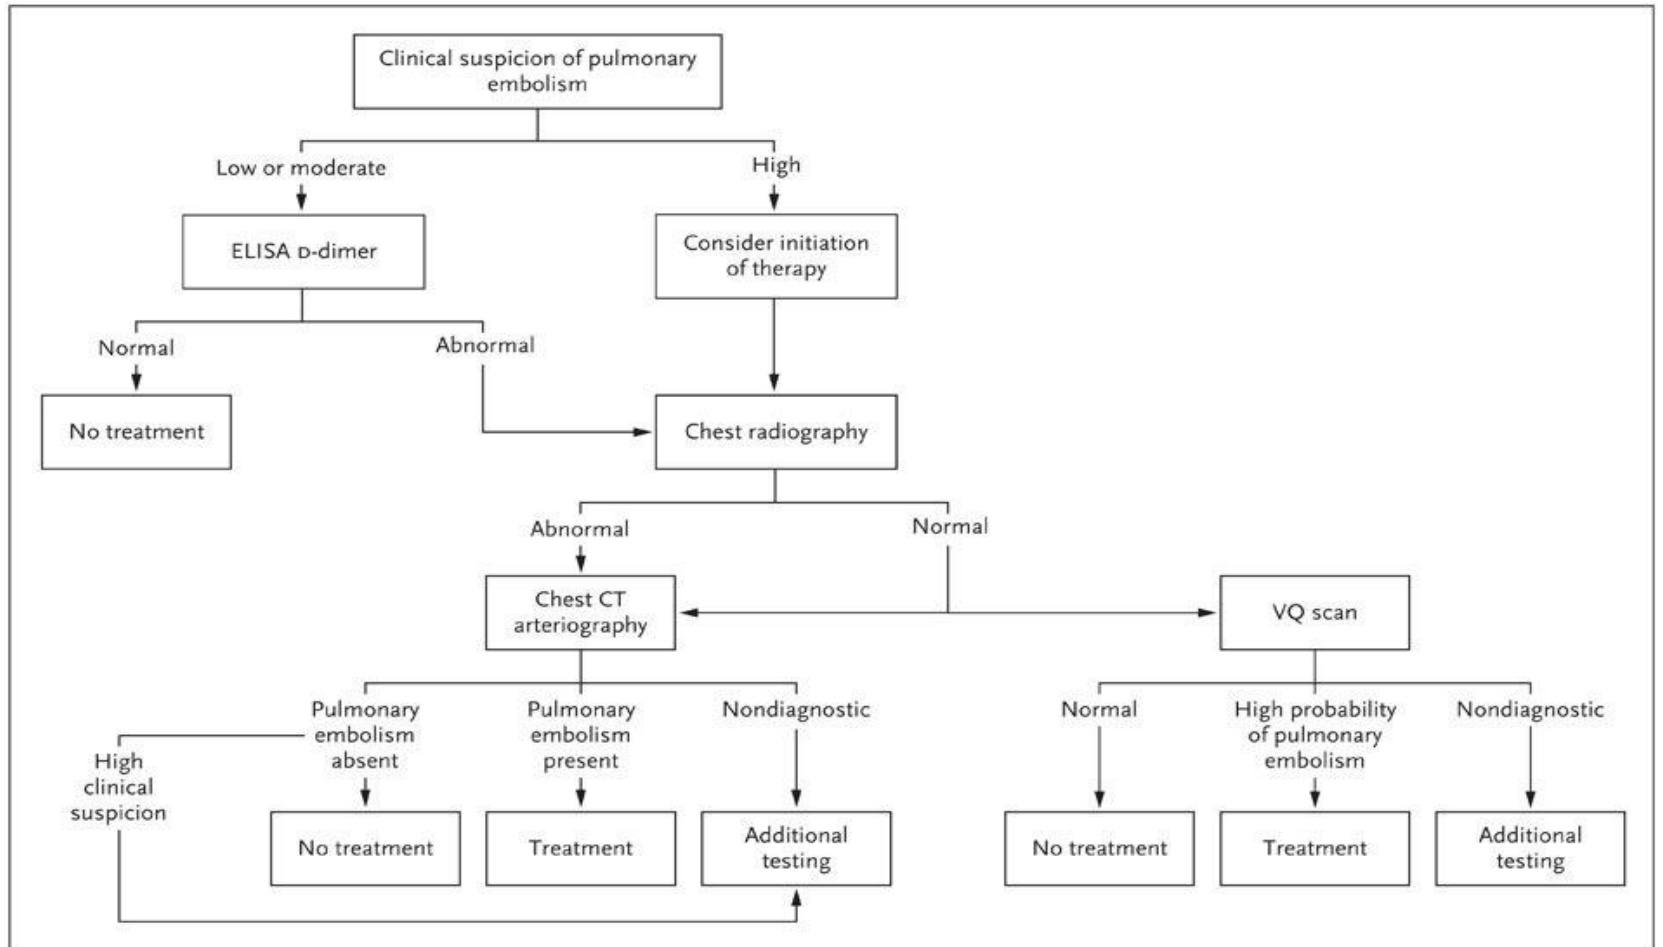 Clinical suspicion of pulmonary
embolism
Low or moderate
High
ELISA D-dimer
Consider initiation
of therapy
Normal
Abnormal
No treatment
Chest radiography
Abnormal
Normal
Chest CT
arteriography
VQ scan
Pulmonary
embolism
absent
Pulmonary
embolism
present
Nondiagnostic
Normal
High probability
of pulmonary
embolism
Nondiagnostic
High
clinical
suspicion
No treatment
Treatment
Additional
testing
No treatment
Treatment
Additional
testing